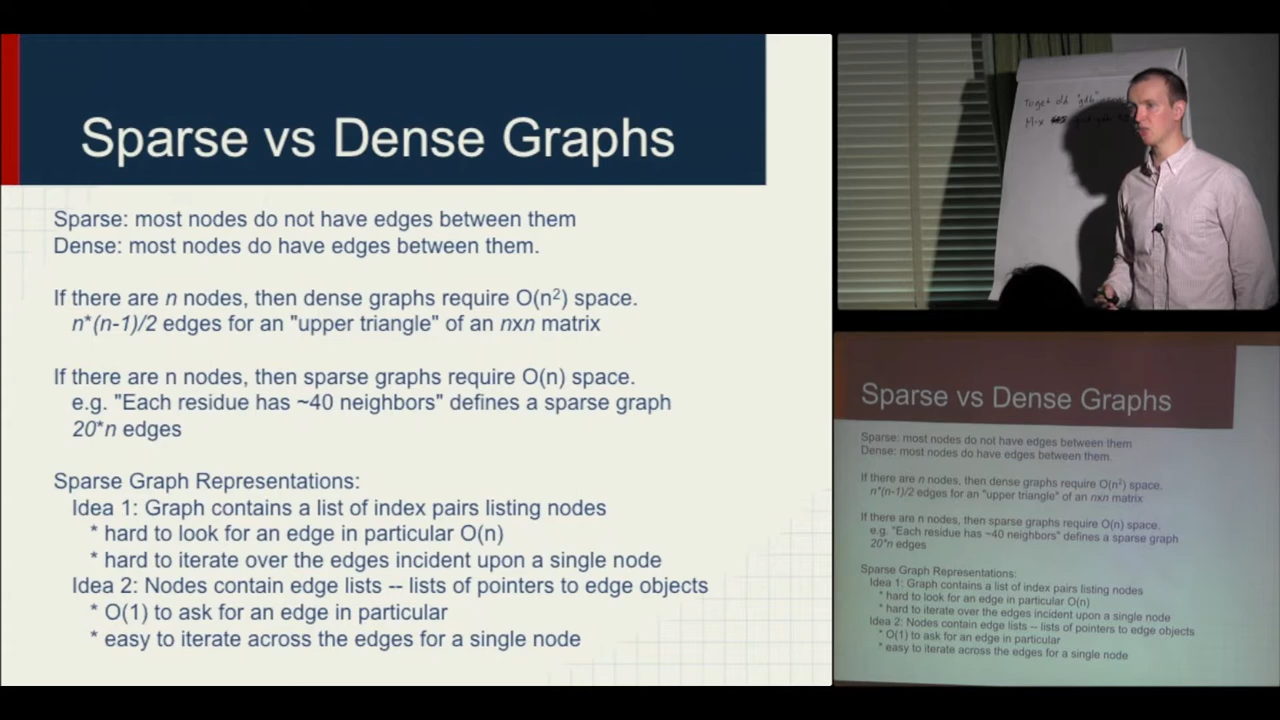 Sparse vs Dense Graphs
Sparse: most nodes do not have edges between them
Dense: most nodes do have edges between them.
If there are n nodes, then dense graphs require O(n²) space.
n*(n-1)/2 edges for an "upper triangle" of an nxn matrix
If there are n nodes, then sparse graphs require O(n) space.
e.g. "Each residue has ~40 neighbors" defines a sparse graph
20*n edges
Sparse Graph Representations:
Idea 1: Graph contains a list of index pairs listing nodes
* hard to look for an edge in particular O(n)
* hard to iterate over the edges incident upon a single node
Idea 2: Nodes contain edge lists -- lists of pointers to edge objects
* O(1) to ask for an edge in particular
* easy to iterate across the edges for a single node
To get old "gdb"
M-x
Sparse vs Dense Graphs
Sparse: most nodes do not have edges between them
Dense: most nodes do have edges between them.
If there are n nodes, then dense graphs require O(n²) space.
n*(n-1)/2 edges for an "upper triangle" of an nxn matrix
If there are n nodes, then sparse graphs require O(n) space.
e.g. "Each residue has ~40 neighbors" defines a sparse graph
20*n edges
Sparse Graph Representations:
Idea 1: Graph contains a list of index pairs listing nodes
* hard to look for an edge in particular O(n)
* hard to iterate over the edges incident upon a single node
Idea 2: Nodes contain edge lists -- lists of pointers to edge objects
* O(1) to ask for an edge in particular
* easy to iterate across the edges for a single node